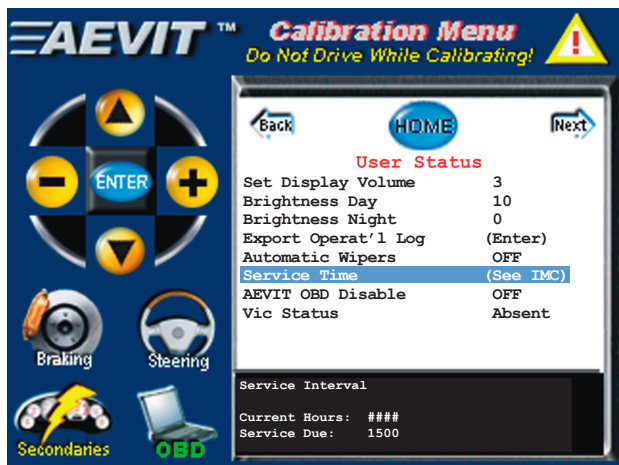 AEVIT ™
Calibration Menu
Do Not Drive While Calibrating!
!
Back
HOME
Next
User Status
Set Display Volume 3
Brightness Day 10
Brightness Night 0
Export Operat'l Log (Enter)
Automatic Wipers OFF
Service Time (See IMC)
AEVIT OBD Disable OFF
Vic Status Absent
- ENTER +
Braking
Steering
Secondaries
OBD
Service Interval
Current Hours: ####
Service Due: 1500